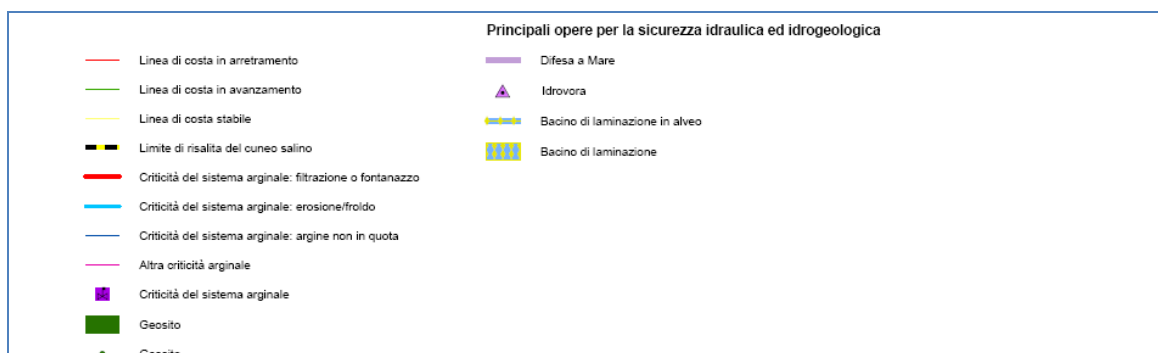 Principali opere per la sicurezza idraulica ed idrogeologica
Linea di costa in arretramento
Linea di costa in avanzamento
Linea di costa stabile
Limite di risalita del cuneo salino
Criticità del sistema arginale: filtrazione o fontanazzo
Criticità del sistema arginale: erosione/froldo
Criticità del sistema arginale: argine non in quota
Altra criticità arginale
Criticità del sistema arginale
Geosito
Geosito
Difesa a Mare
Idrovora
Bacino di laminazione in alveo
Bacino di laminazione